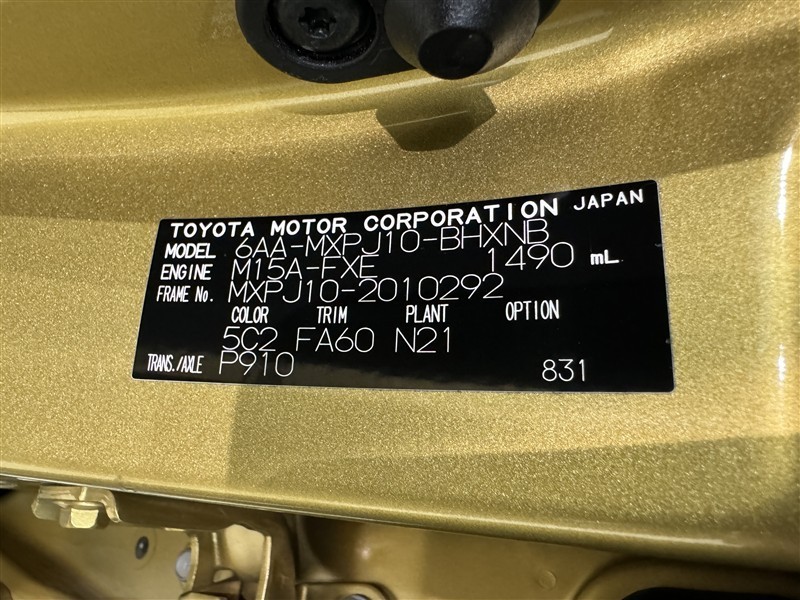 TOYOTA MOTOR CORPORATION JAPAN
MODEL 6AA-MXPJ10-BHXNB
ENGINE M15A-FXE 1490 mL
FRAME No. MXPJ10-2010292
COLOR TRIM PLANT OPTION
5C2 FA60 N21
TRANS./AXLE P910 831